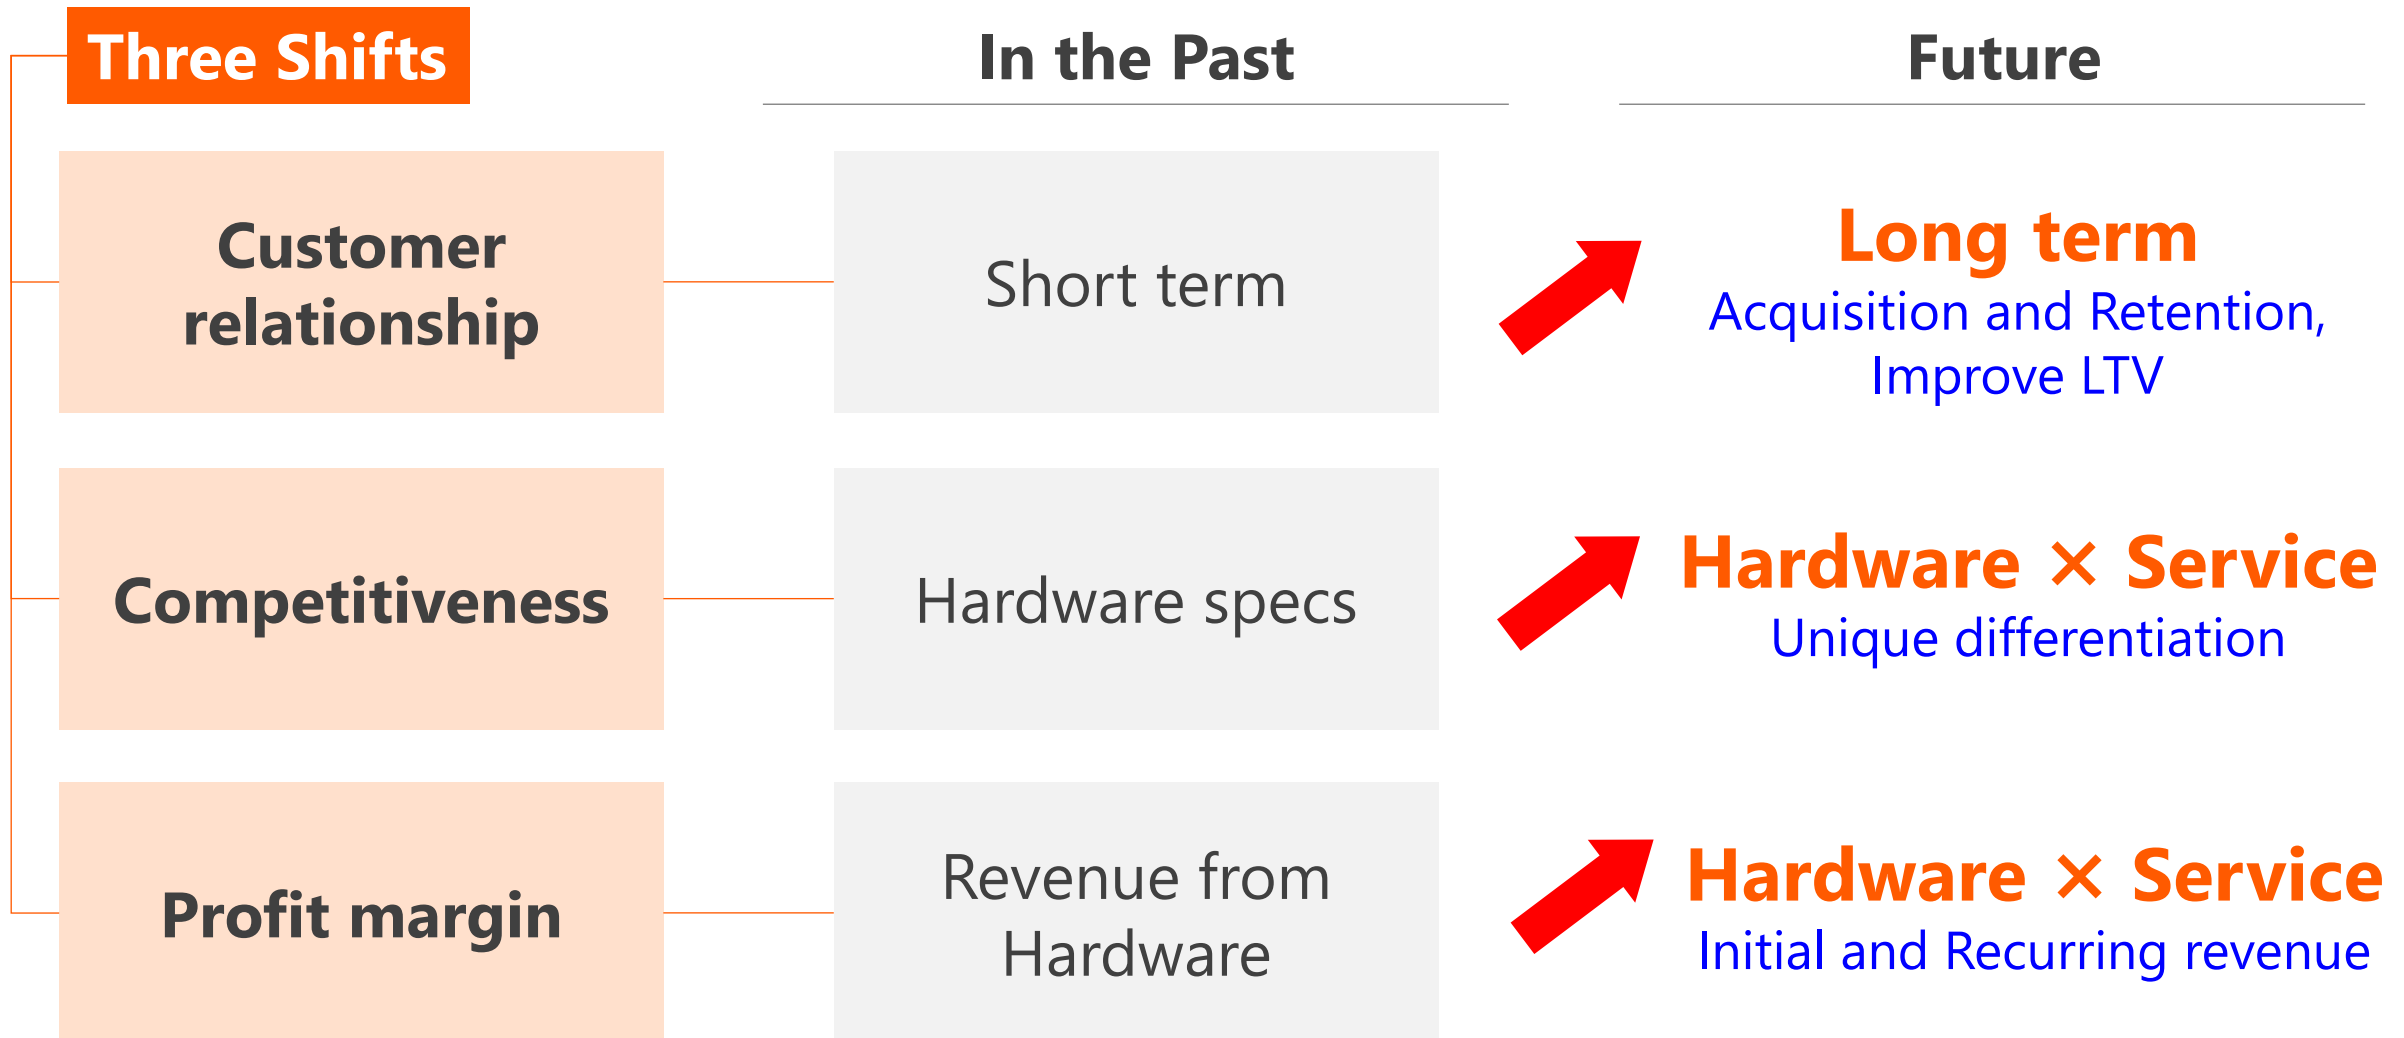 Three Shifts
In the Past
Future
Customer
relationship
Short term
Long term
Acquisition and Retention,
Improve LTV
Competitiveness
Hardware specs
Hardware × Service
Unique differentiation
Profit margin
Revenue from
Hardware
Hardware × Service
Initial and Recurring revenue